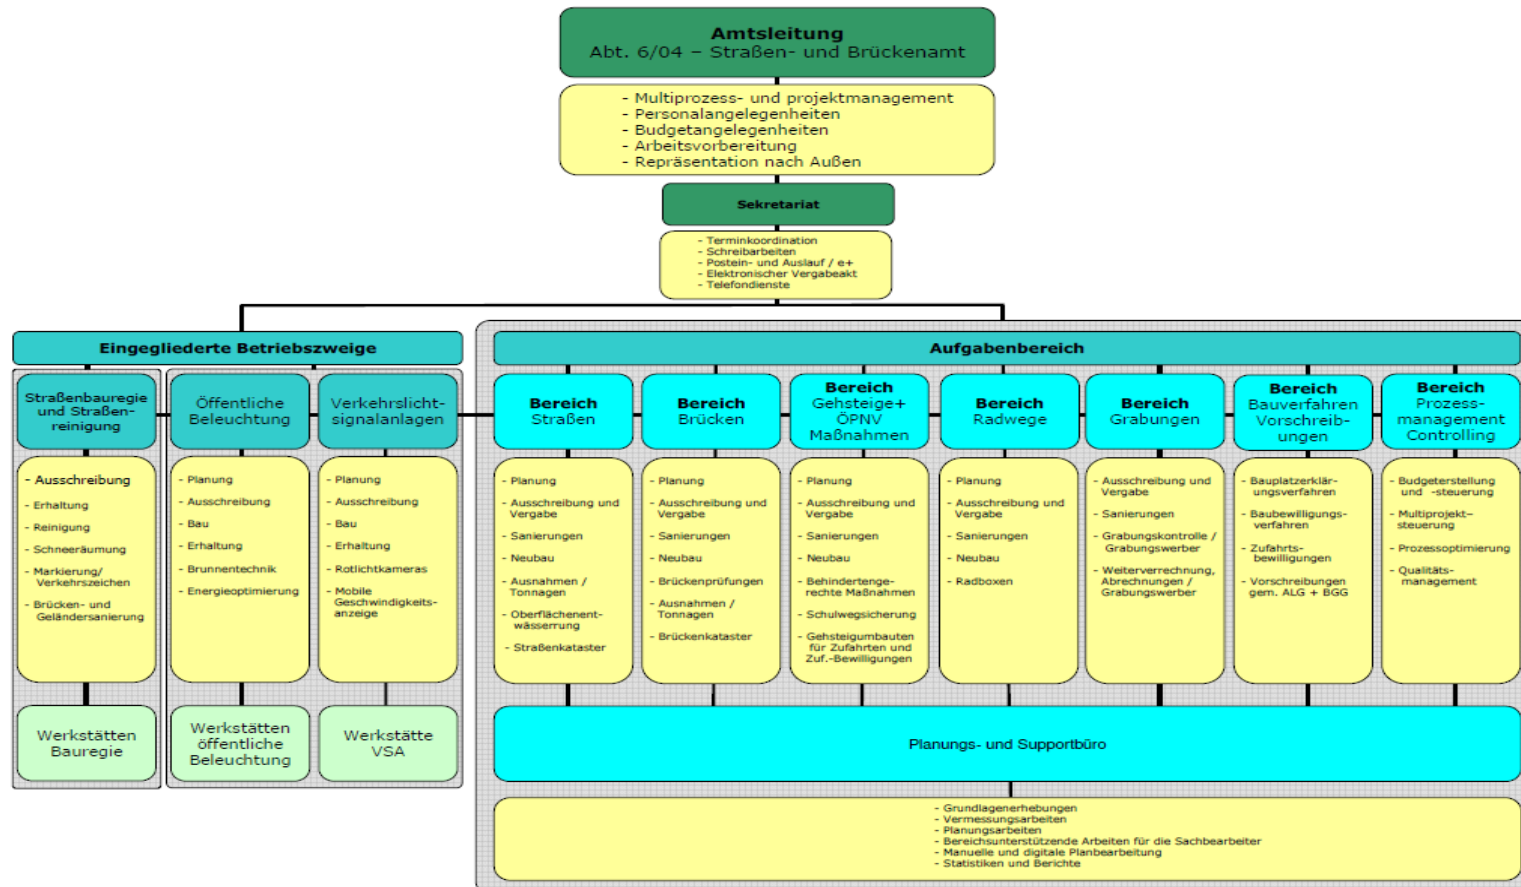 Amtsleitung
Abt. 6/04 – Straßen- und Brückenamt
- Multiprozess- und projektmanagement
- Personalangelegenheiten
- Budgetangelegenheiten
- Arbeitsvorbereitung
- Repräsentation nach Außen
Sekretariat
- Terminkoordination
- Schreibarbeiten
- Postein- und Auslauf / e+
- Elektronischer Vergabeakt
- Telefondienste
Eingegliederte Betriebszweige
Straßenbauregie
und Straßen-
reinigung
- Ausschreibung
- Erhaltung
- Reinigung
- Schneeräumung
- Markierung/
Verkehrszeichen
- Brücken- und
Geländersanierung
Werkstätten
Bauregie
Öffentliche
Beleuchtung
- Planung
- Ausschreibung
- Bau
- Erhaltung
- Brunnentechnik
- Energieoptimierung
Werkstätten
öffentliche
Beleuchtung
Verkehrslicht-
signalanlagen
- Planung
- Ausschreibung
- Bau
- Erhaltung
- Rotlichtkameras
- Mobile
Geschwindigkeits-
anzeige
Werkstätte
VSA
Aufgabenbereich
Bereich
Straßen
- Planung
- Ausschreibung und
Vergabe
- Sanierungen
- Neubau
- Ausnahmen /
Tonnagen
- Oberflächenent-
wässerrung
- Straßenkataster
Bereich
Brücken
- Planung
- Ausschreibung und
Vergabe
- Sanierungen
- Neubau
- Brückenprüfungen
- Ausnahmen /
Tonnagen
- Brückenkataster
Bereich
Gehsteige+
ÖPNV
Maßnahmen
- Planung
- Ausschreibung und
Vergabe
- Sanierungen
- Neubau
- Behindertenge-
rechte Maßnahmen
- Schulwegsicherung
- Gehsteigumbauten
für Zufahrten und
Zuf.-Bewilligungen
Bereich
Radwege
- Planung
- Ausschreibung und
Vergabe
- Sanierungen
- Neubau
- Radboxen
Bereich
Grabungen
- Ausschreibung und
Vergabe
- Sanierungen
- Grabungskontrolle /
Grabungswerber
- Weiterverrechnung,
Abrechnungen /
Grabungswerber
Bereich
Bauverfahren
Vorschreib-
ungen
- Bauplatzerklär-
ungsverfahren
- Baubewilligungs-
verfahren
- Zufahrts-
bewilligungen
- Vorschreibungen
gem. ALG + BGG
Bereich
Prozess-
management
Controlling
- Budgeterstellung
und -steuerung
- Multiprojekt–
steuerung
- Prozessoptimierung
- Qualitäts-
management
Planungs- und Supportbüro
- Grundlagenerhebungen
- Vermessungsarbeiten
- Planungsarbeiten
- Bereichsunterstützende Arbeiten für die Sachbearbeiter
- Manuelle und digitale Planbearbeitung
- Statistiken und Berichte